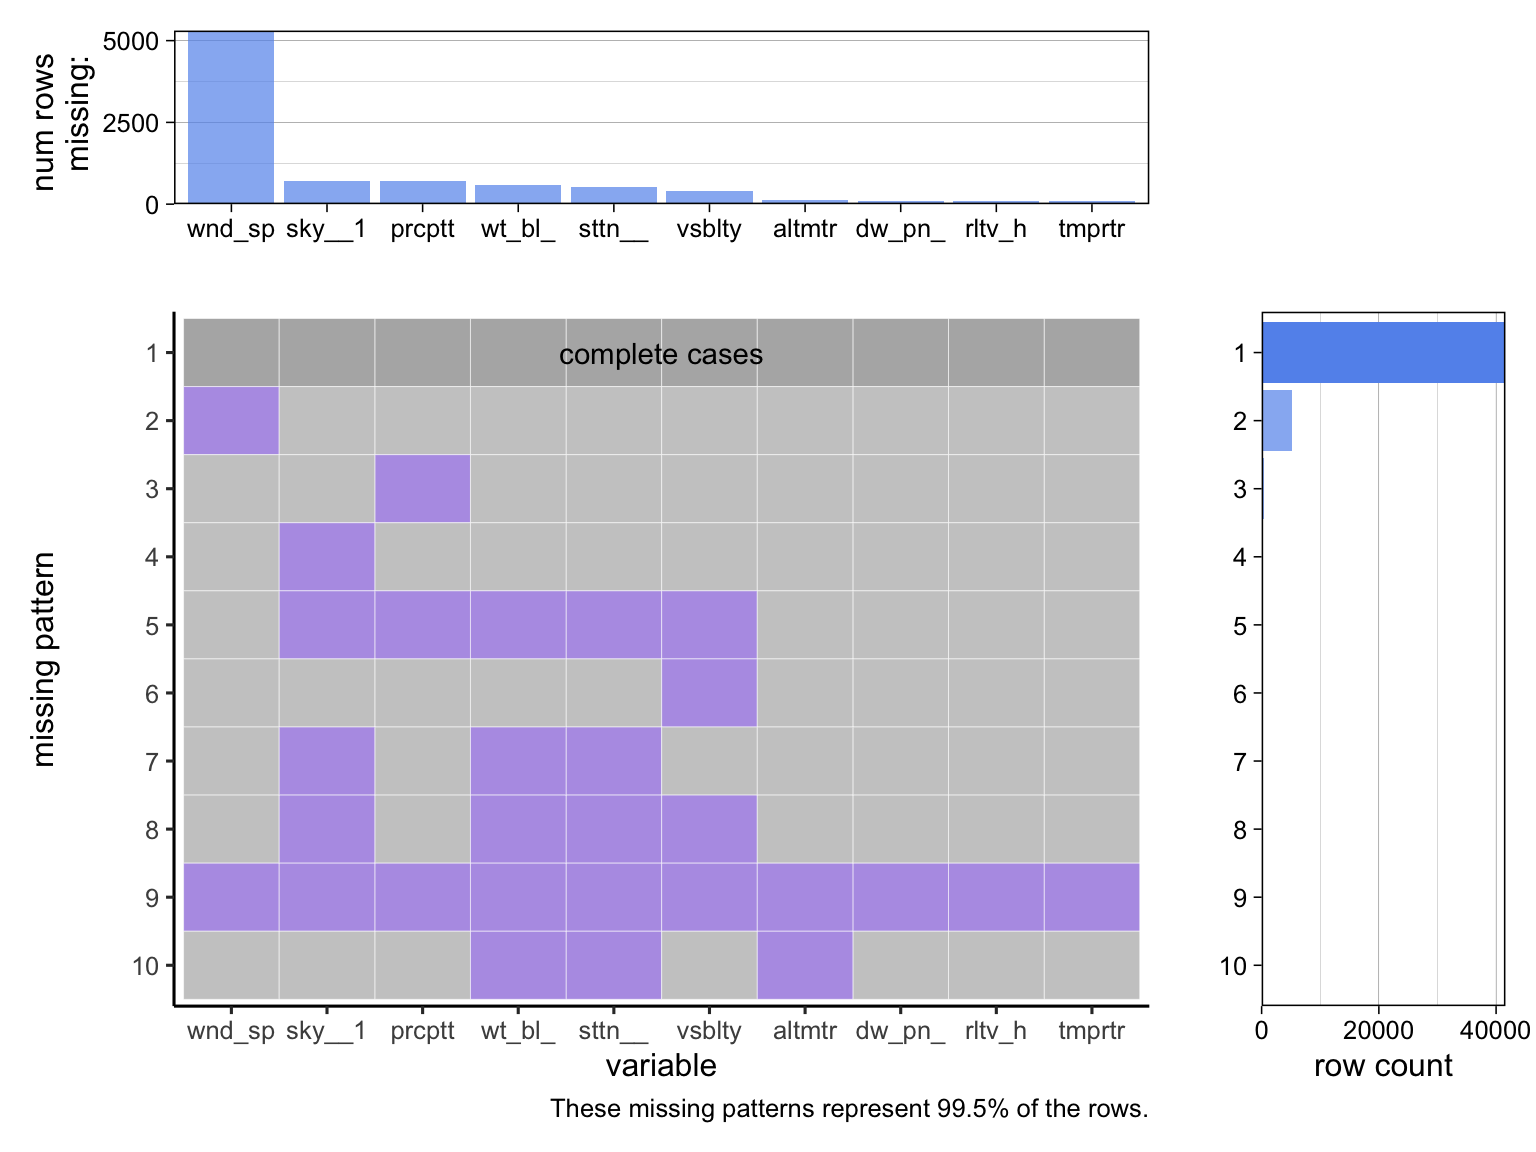 num rows
missing:
5000
2500
0
wnd_sp sky__1 prcptt wt_bl_ sttn__ vsblty altmtr dw_pn_ rltv_h tmprtr
missing pattern
complete cases
1
2
3
4
5
6
7
8
9
10
wnd_sp sky__1 prcptt wt_bl_ sttn__ vsblty altmtr dw_pn_ rltv_h tmprtr
variable
1
2
3
4
5
6
7
8
9
10
0 20000 40000
row count
These missing patterns represent 99.5% of the rows.